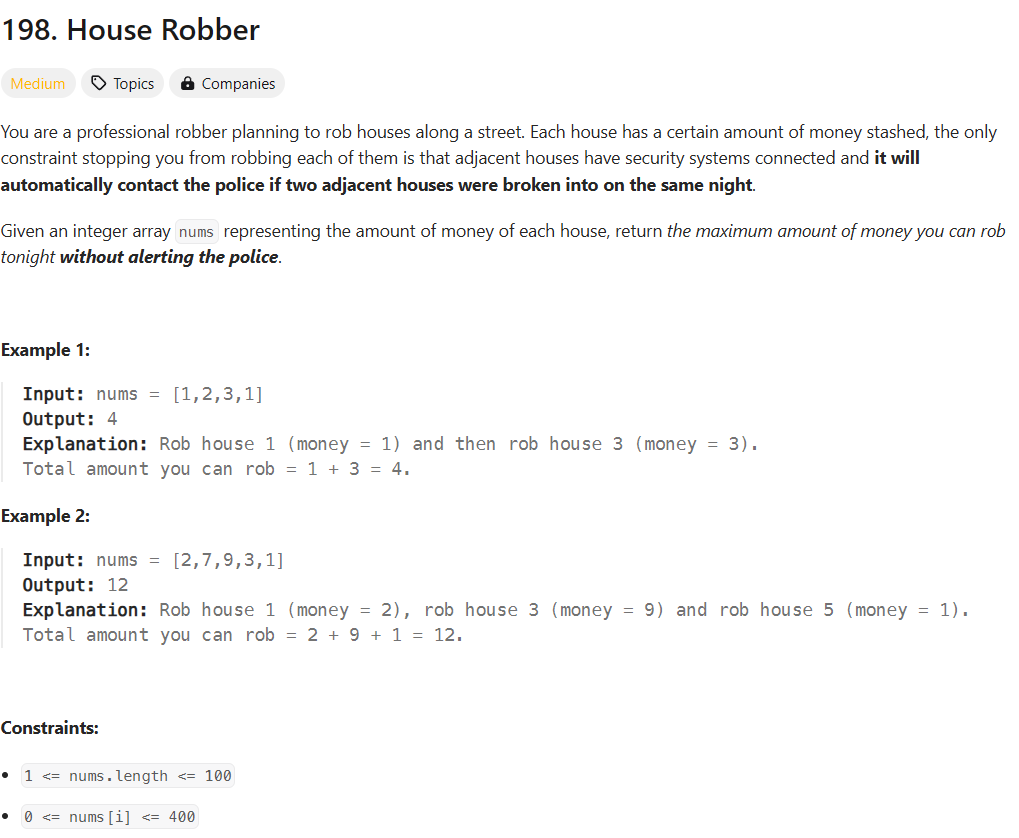 198. House Robber
Medium Topics Companies
You are a professional robber planning to rob houses along a street. Each house has a certain amount of money stashed, the only
constraint stopping you from robbing each of them is that adjacent houses have security systems connected and it will
automatically contact the police if two adjacent houses were broken into on the same night.
Given an integer array nums representing the amount of money of each house, return the maximum amount of money you can rob
tonight without alerting the police.
Example 1:
Input: nums = [1,2,3,1]
Output: 4
Explanation: Rob house 1 (money = 1) and then rob house 3 (money = 3).
Total amount you can rob = 1 + 3 = 4.
Example 2:
Input: nums = [2,7,9,3,1]
Output: 12
Explanation: Rob house 1 (money = 2), rob house 3 (money = 9) and rob house 5 (money = 1).
Total amount you can rob = 2 + 9 + 1 = 12.
Constraints:
• 1 <= nums.length <= 100
• 0 <= nums[i] <= 400